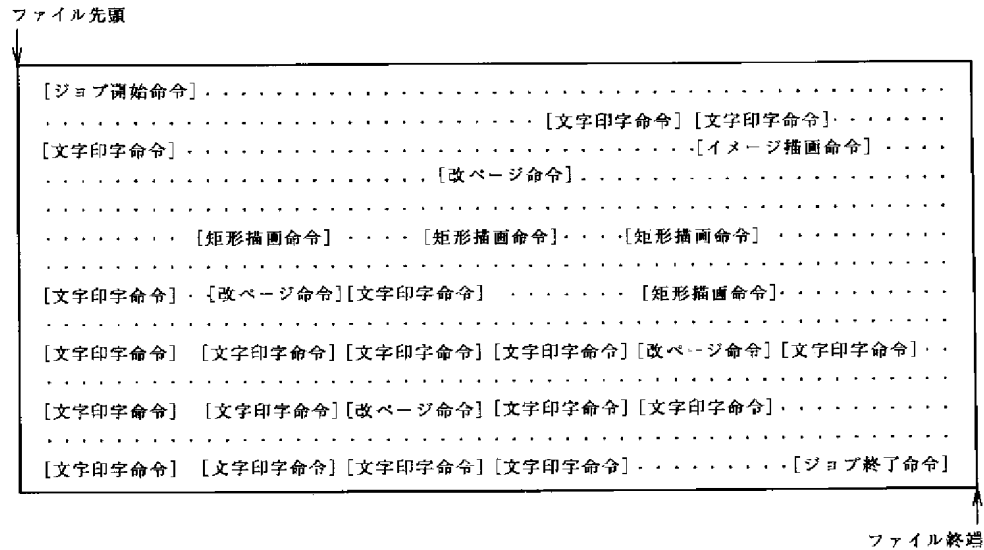 ファイル先頭
[ジョブ開始命令]・・・・・・・・・・・・・・・・・・・・・・・・・・・・・・・・・・・・・・・・
・・・・・・・・・・・・・・・・・・・・・・・・・・・[文字印字命令] [文字印字命令]・・・・・・・
[文字印字命令]・・・・・・・・・・・・・・・・・・・・・・・・・・・・[イメージ描画命令]・・・・
・・・・・・・・・・・・・・・・・・・・・[改ページ命令]・・・・・・・・・・・・・・・・・・・・
・・・・・・・・・・・・・・・・・・・・・・・・・・・・・・・・・・・・・・・・・・・・・・・・・
・・・・・・・・ [矩形描画命令] ・・・・ [矩形描画命令]・・・・[矩形描画命令] ・・・・・・・・・・
・・・・・・・・・・・・・・・・・・・・・・・・・・・・・・・・・・・・・・・・・・・・・・・・・
[文字印字命令]・[改ページ命令][文字印字命令] ・・・・・・・ [矩形描画命令]・・・・・・・・・
・・・・・・・・・・・・・・・・・・・・・・・・・・・・・・・・・・・・・・・・・・・・・・・・・
[文字印字命令] [文字印字命令][文字印字命令][文字印字命令][改ページ命令][文字印字命令]・・
・・・・・・・・・・・・・・・・・・・・・・・・・・・・・・・・・・・・・・・・・・・・・・・・・
[文字印字命令] [文字印字命令][改ページ命令][文字印字命令][文字印字命令]・・・・・・・・・
・・・・・・・・・・・・・・・・・・・・・・・・・・・・・・・・・・・・・・・・・・・・・・・・・
[文字印字命令] [文字印字命令][文字印字命令][文字印字命令]・・・・・・・・・[ジョブ終了命令]
ファイル終端